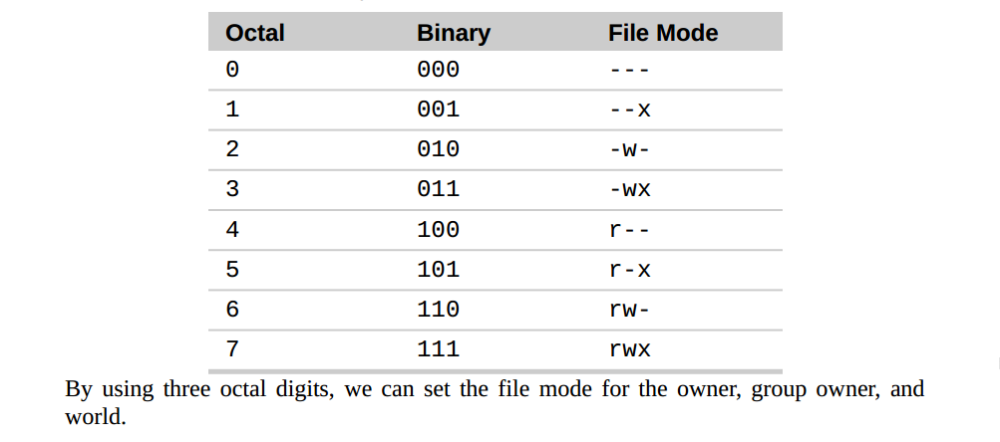 Octal Binary File Mode
0 000 ---
1 001 --x
2 010 -w-
3 011 -wx
4 100 r--
5 101 r-x
6 110 rw-
7 111 rwx
By using three octal digits, we can set the file mode for the owner, group owner, and
world.